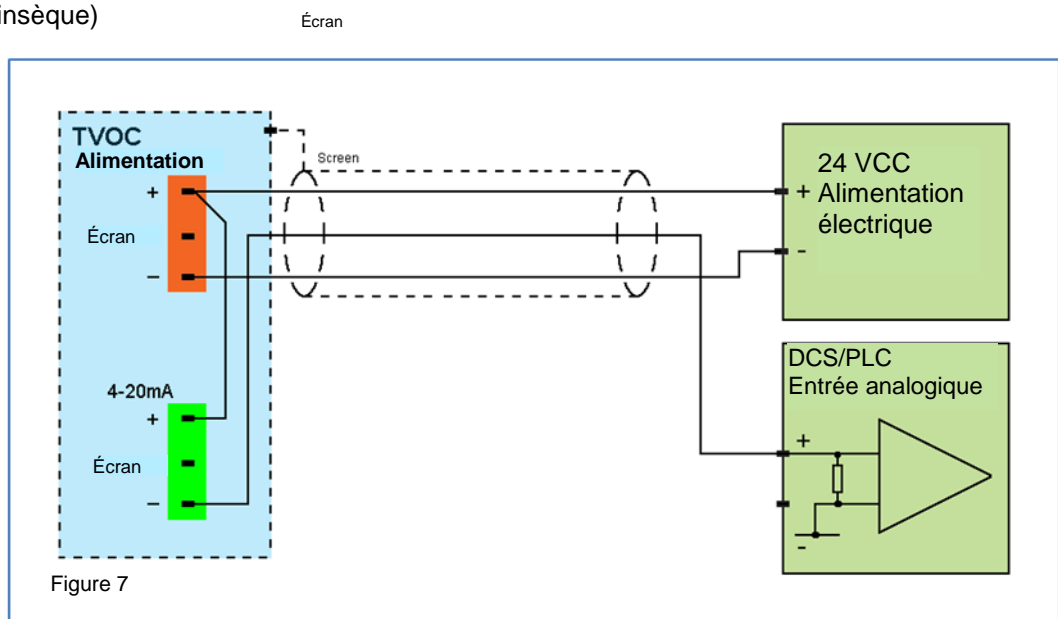 insèque)
Écran
TVOC
Alimentation
+
Écran
−
4-20mA
+
Écran
−
Screen
24 VCC
+ Alimentation
électrique
-
DCS/PLC
Entrée analogique
+
-
Figure 7